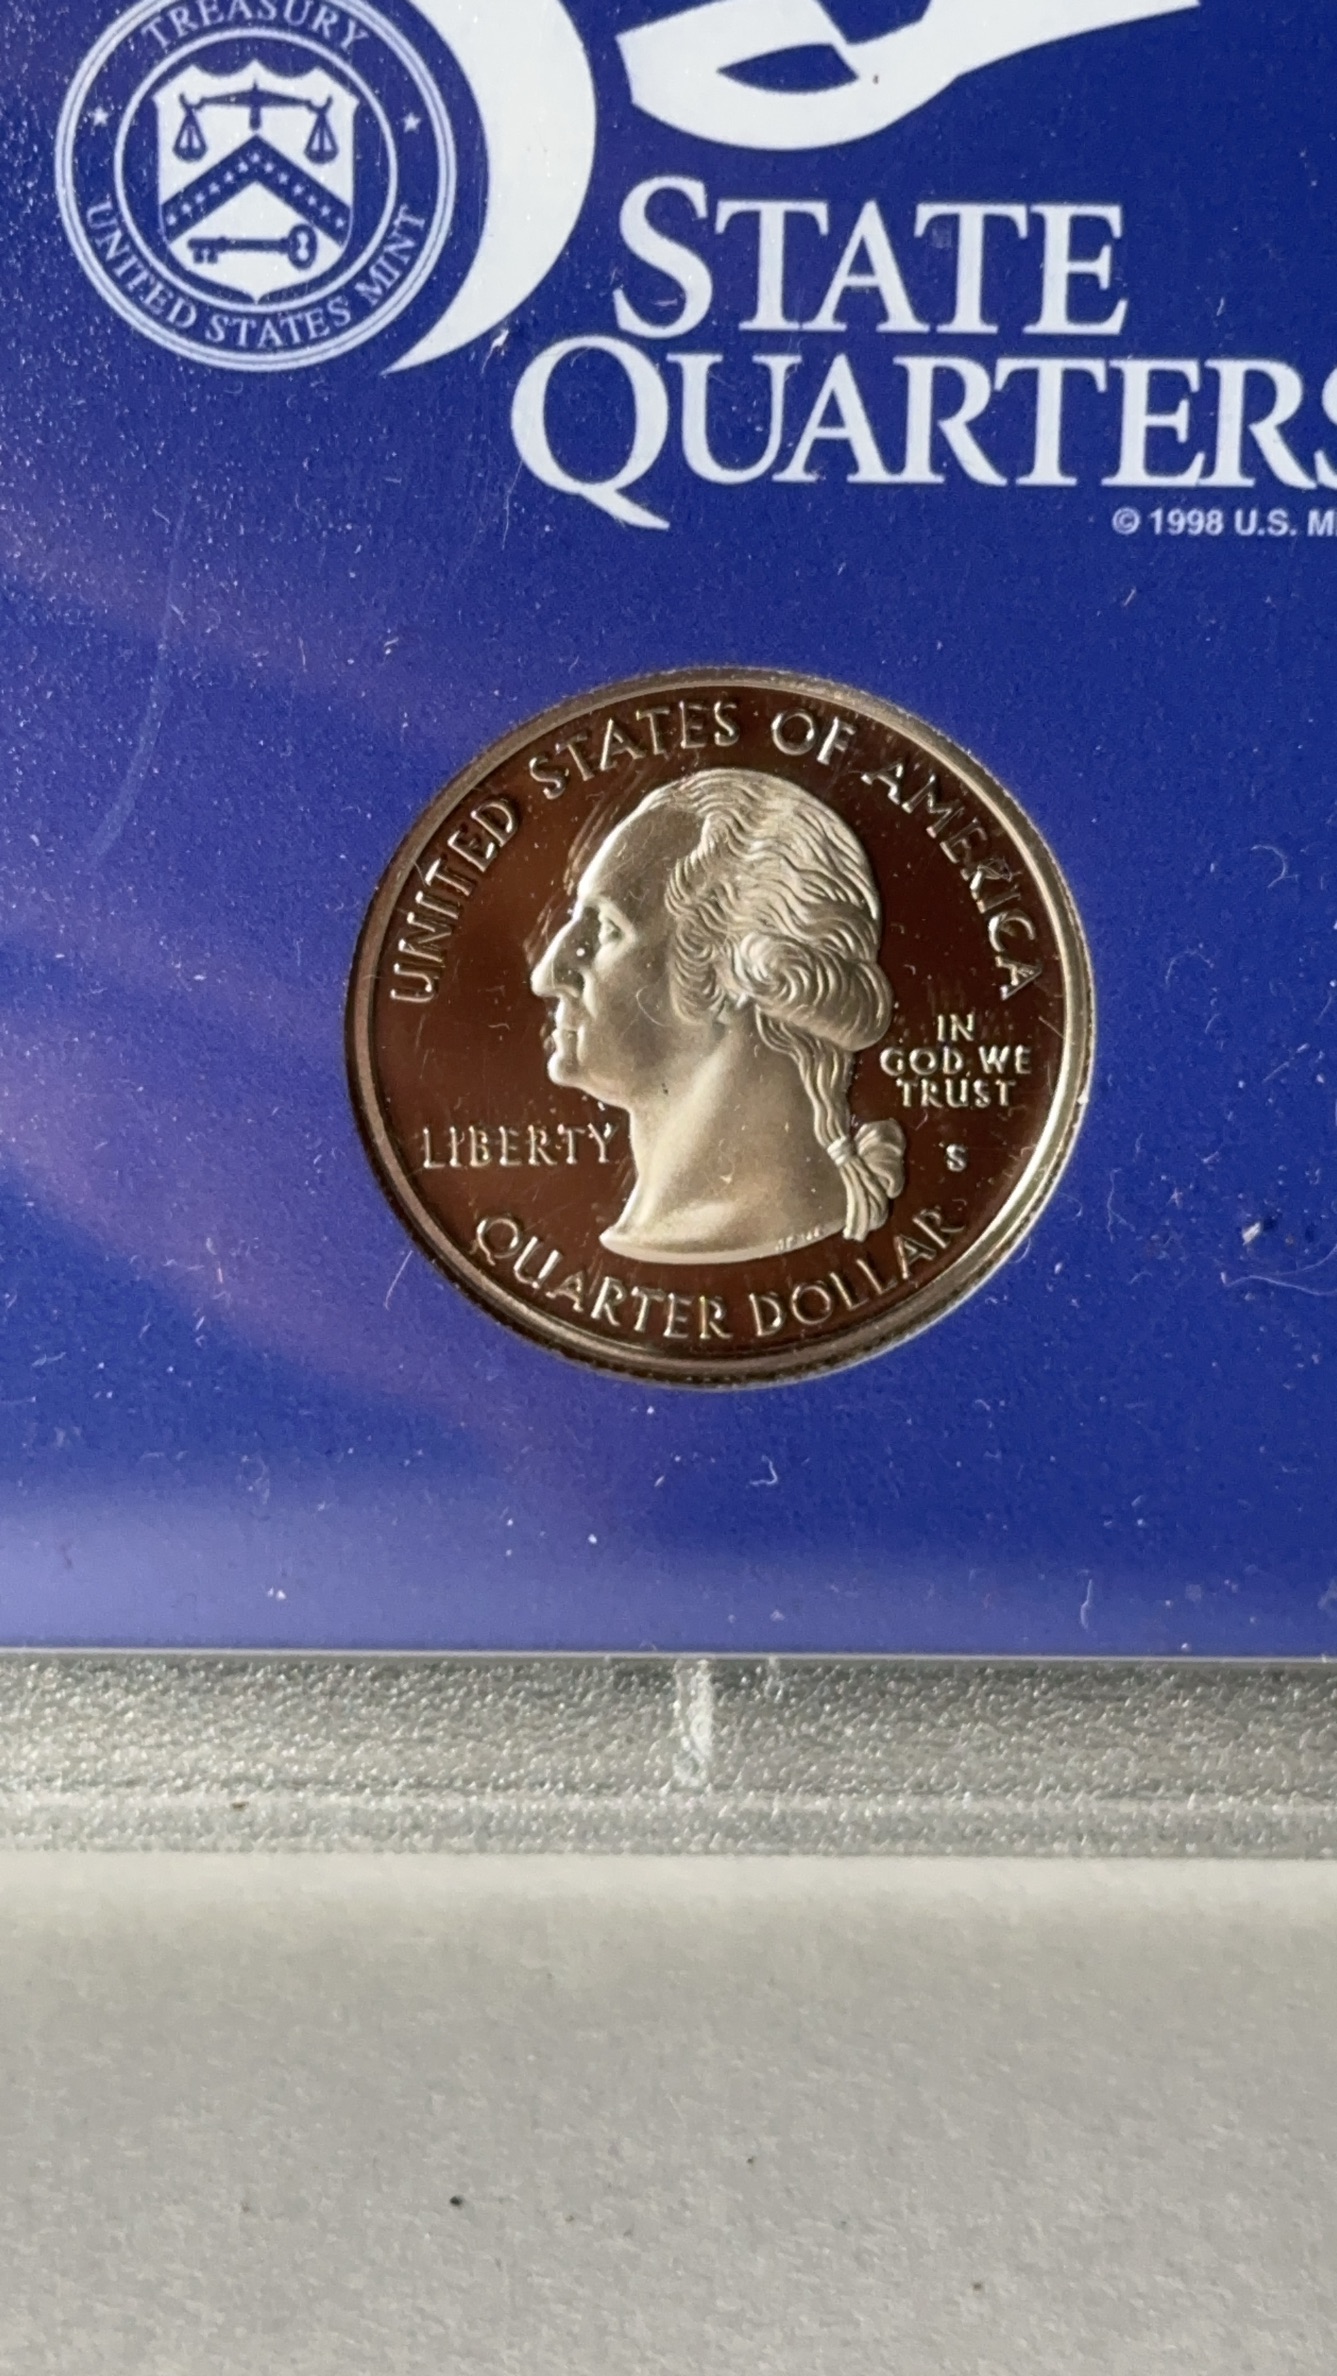 TREASURY
UNITED STATES MINT
STATE
QUARTERS
© 1998 U.S.
UNITED STATES OF AMERICA
IN
GOD WE
TRUST
LIBERTY
S
QUARTER DOLLAR